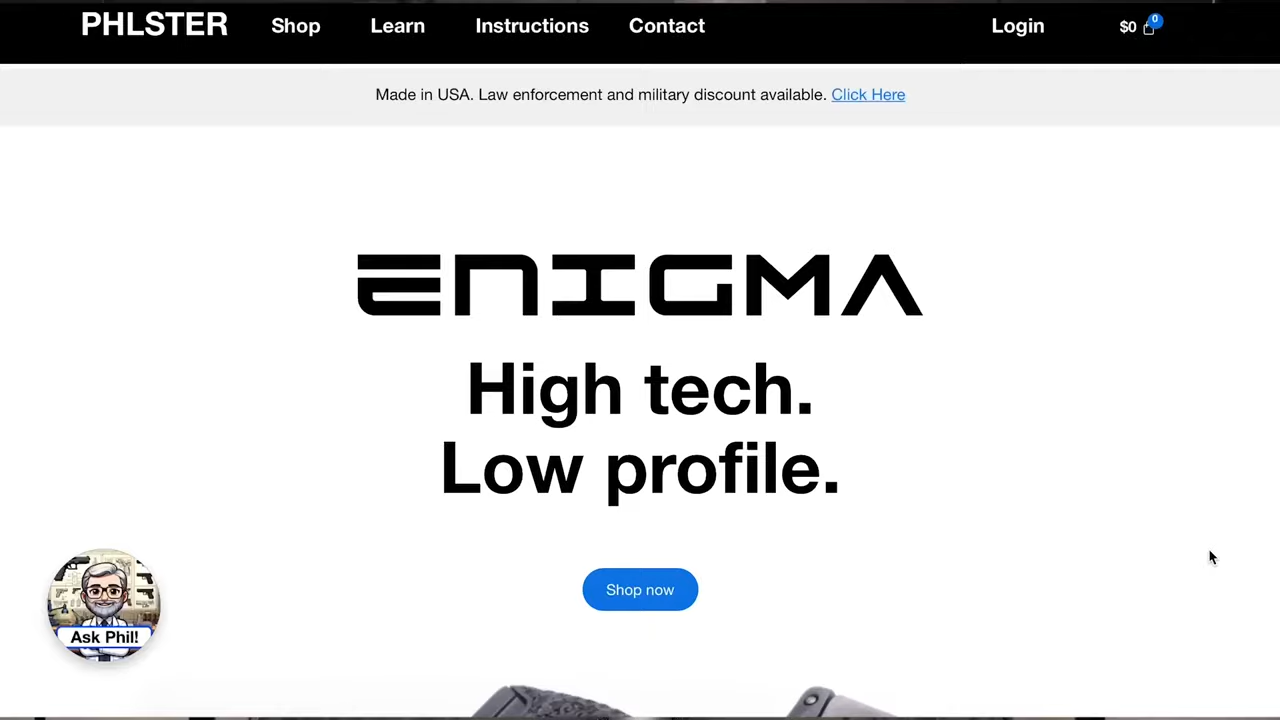 PHLSTER
Shop
Learn
Instructions
Contact
Login
$0
0
Made in USA. Law enforcement and military discount available. Click Here
ENIGMA
High tech.
Low profile.
Shop now
Ask Phil!